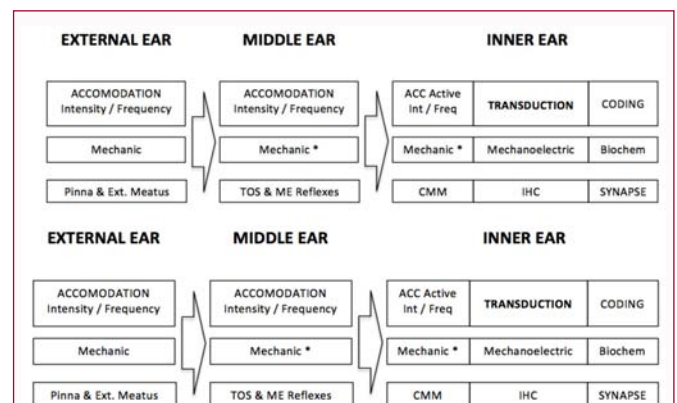 EXTERNAL EAR MIDDLE EAR INNER EAR
ACCOMODATION ACCOMODATION ACC Active TRANSDUCTION CODING
Intensity / Frequency Intensity / Frequency Int / Freq
Mechanic Mechanic * Mechanic * Mechanoelectric Biochem
Pinna & Ext. Meatus TOS & ME Reflexes CMM IHC SYNAPSE
EXTERNAL EAR MIDDLE EAR INNER EAR
ACCOMODATION ACCOMODATION ACC Active TRANSDUCTION CODING
Intensity / Frequency Intensity / Frequency Int / Freq
Mechanic Mechanic * Mechanic * Mechanoelectric Biochem
Pinna & Ext. Meatus TOS & ME Reflexes CMM IHC SYNAPSE